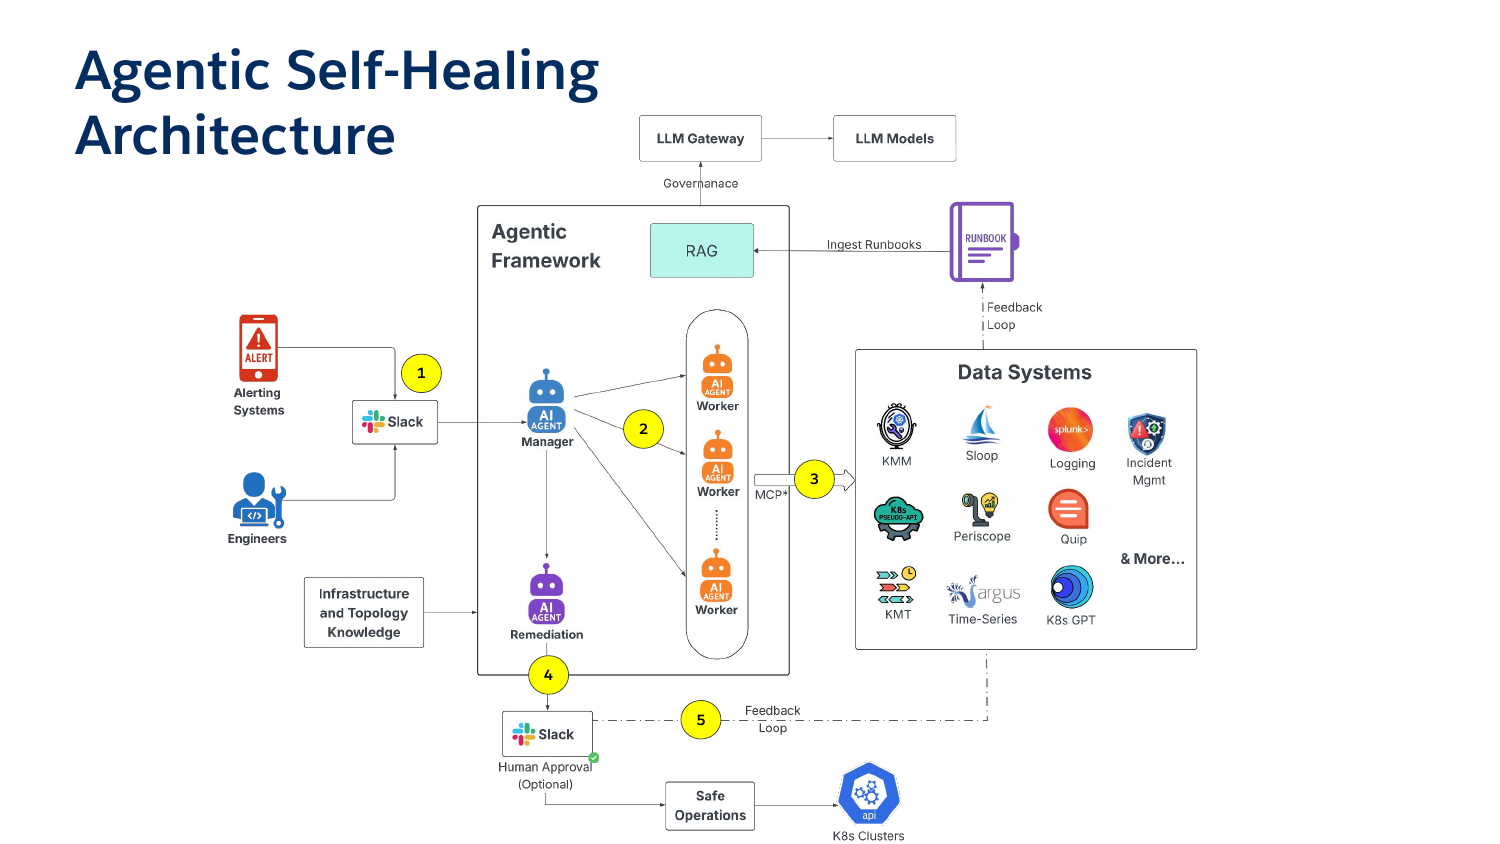 Agentic Self-Healing
Architecture
LLM Gateway
LLM Models
Governanace
Agentic
Framework
RAG
Ingest Runbooks
RUNBOOK
Feedback
Loop
ALERT
Alerting
Systems
1
Slack
Engineers
Infrastructure
and Topology
Knowledge
AI
AGENT
Manager
2
AI
AGENT
Worker
AI
AGENT
Worker
AI
AGENT
Worker
AI
AGENT
Remediation
MCP*
3
Data Systems
KMM
Sloop
splunk>
Logging
Incident
Mgmt
K8s
PSEUDO-API
Periscope
Quip
& More...
KMT
argus
Time-Series
K8s GPT
4
Slack
Human Approval
(Optional)
5
Feedback
Loop
Safe
Operations
api
K8s Clusters